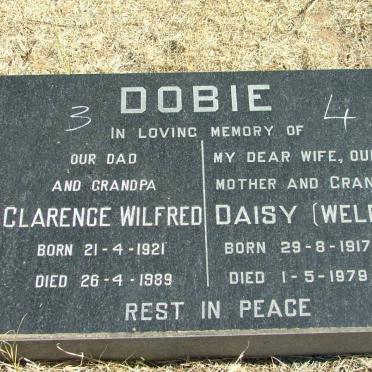 DOBIE
3
4
IN LOVING MEMORY OF
OUR DAD
AND GRANDPA
CLARENCE WILFRED
BORN 21-4-1921
DIED 26-4-1989
MY DEAR WIFE, OUR
MOTHER AND GRAN
DAISY (WELF
BORN 29-8-1917
DIED 1-5-1979
REST IN PEACE